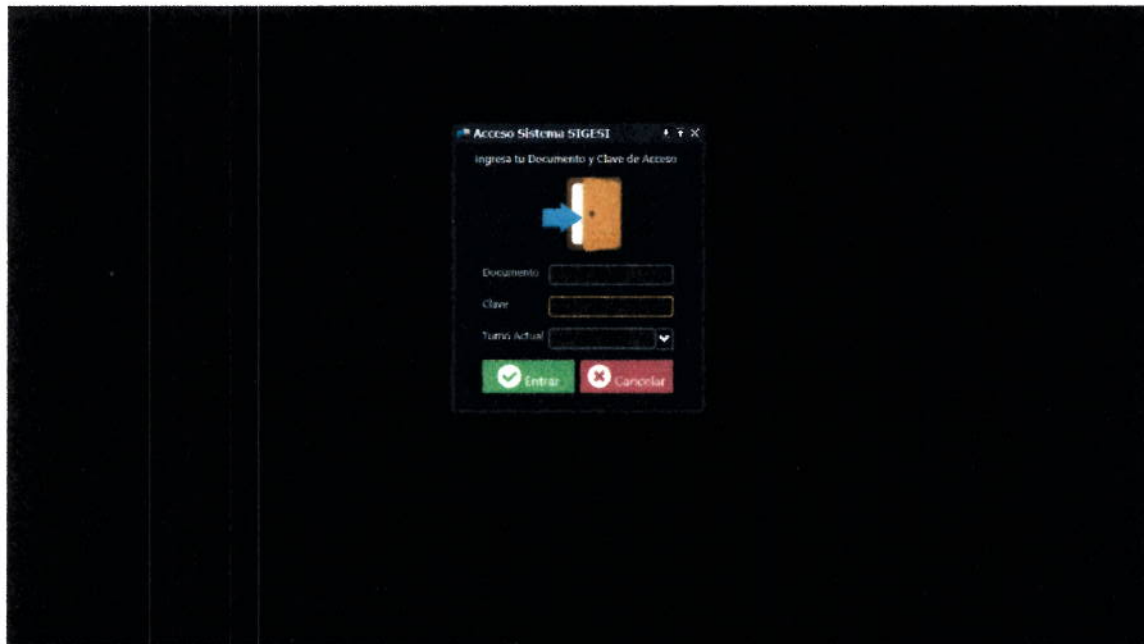 Acceso Sistema SIGESI
Ingresa tu Documento y Clave de Acceso
Documento
Clave
Turno Actual
Entrar
Cancelar